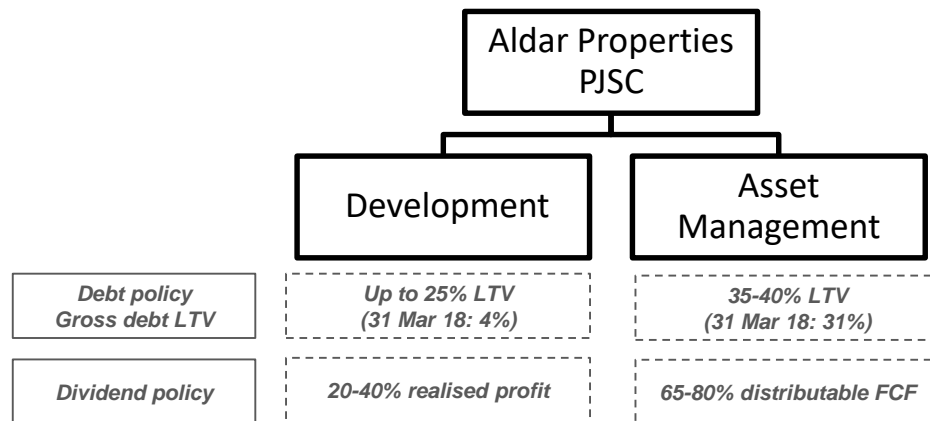 Aldar Properties
PJSC
Development
Asset
Management
Debt policy
Gross debt LTV
Up to 25% LTV
(31 Mar 18: 4%)
35-40% LTV
(31 Mar 18: 31%)
Dividend policy
20-40% realised profit
65-80% distributable FCF